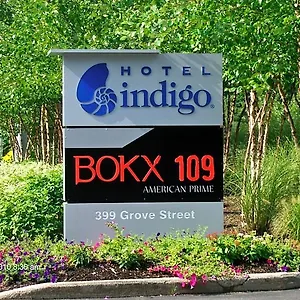 HOTEL
indigo
BOKX 109
AMERICAN PRIME
399 Grove Street